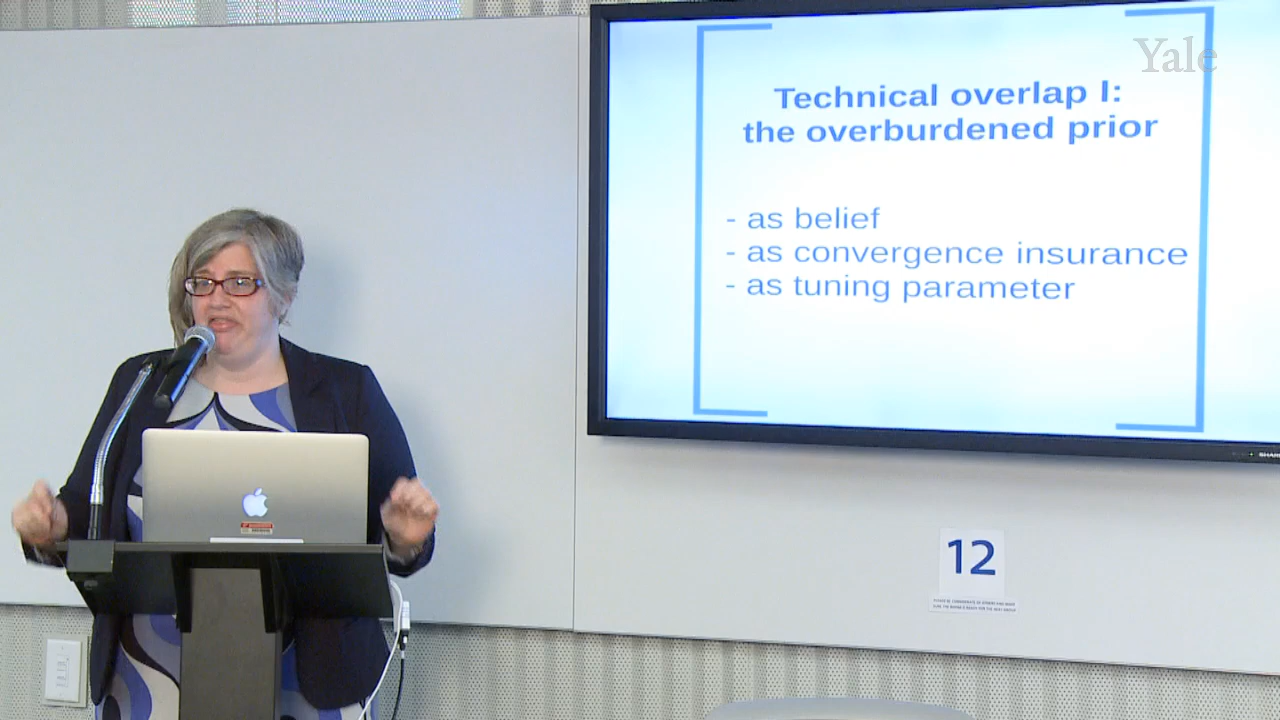 Yale
Technical overlap I:
the overburdened prior
- as belief
- as convergence insurance
- as tuning parameter
12